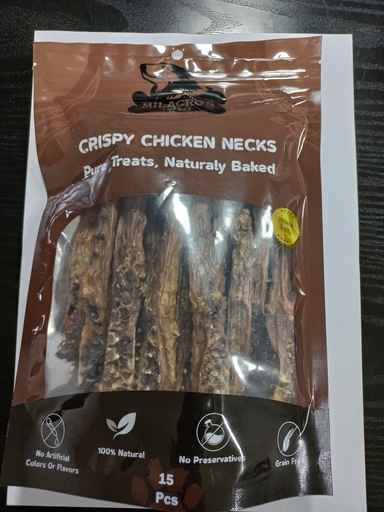 MILACRO'S
CRISPY CHICKEN NECKS
Pure Treats, Naturaly Baked
No Artificial
Colors Or Flavors
100% Natural
No Preservatives
Grain Free
15
Pcs